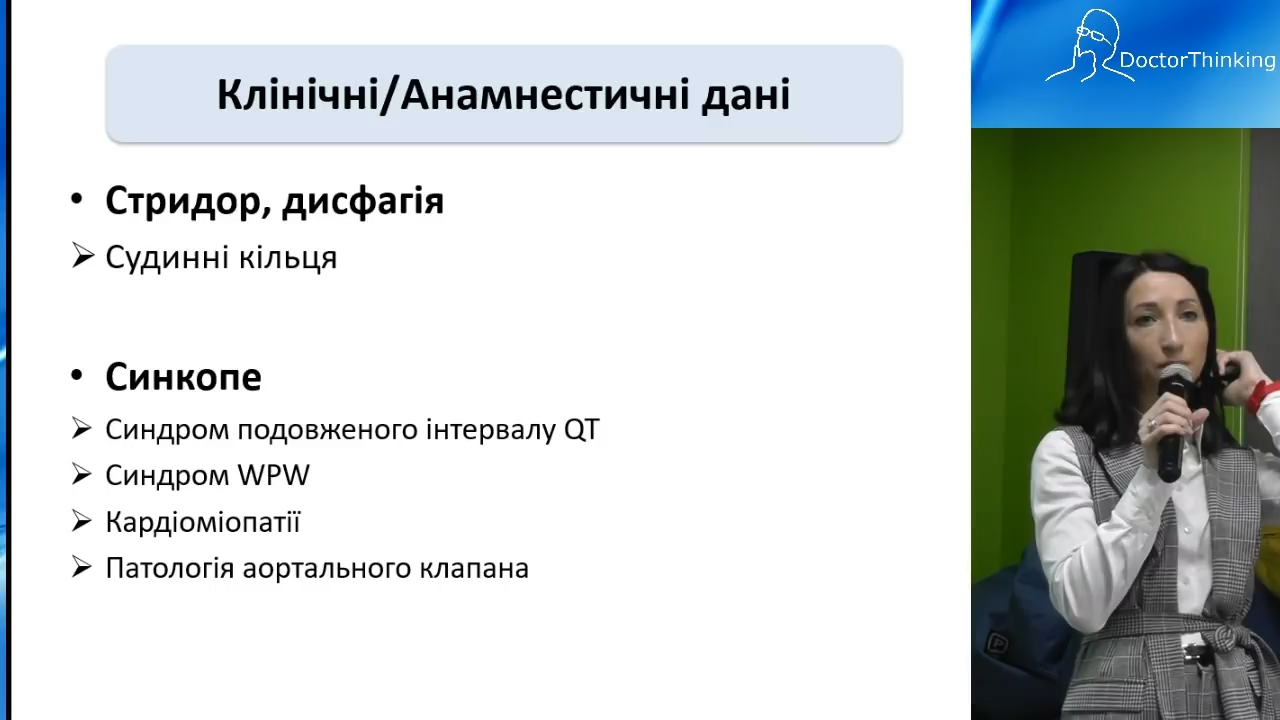 Клінічні/Анамнестичні дані
• Стридор, дисфагія
➢ Судинні кільця
• Синкопе
➢ Синдром подовженого інтервалу QT
➢ Синдром WPW
➢ Кардіоміопатії
➢ Патологія аортального клапана
DoctorThinking